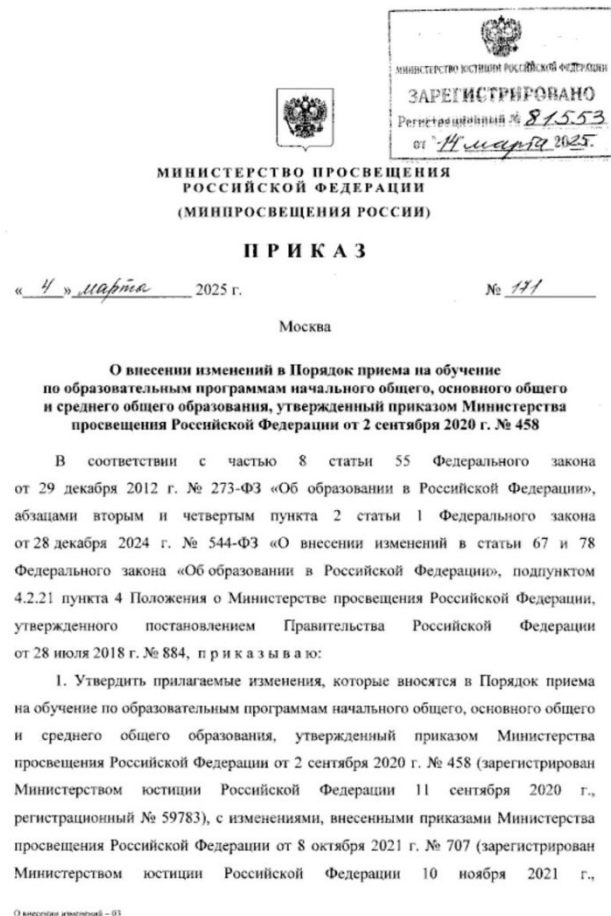 МИНИСТЕРСТВО ЮСТИЦИИ РОССИЙСКОЙ ФЕДЕРАЦИИ
ЗАРЕГИСТРИРОВАНО
Регистрационный № 81553
от "14" марта 2025.
МИНИСТЕРСТВО ПРОСВЕЩЕНИЯ
РОССИЙСКОЙ ФЕДЕРАЦИИ
(МИНПРОСВЕЩЕНИЯ РОССИИ)
ПРИКАЗ
« 4 » марта 2025 г. № 171
Москва
О внесении изменений в Порядок приема на обучение
по образовательным программам начального общего, основного общего
и среднего общего образования, утвержденный приказом Министерства
просвещения Российской Федерации от 2 сентября 2020 г. № 458
В соответствии с частью 8 статьи 55 Федерального закона
от 29 декабря 2012 г. № 273-ФЗ «Об образовании в Российской Федерации»,
абзацами вторым и четвертым пункта 2 статьи 1 Федерального закона
от 28 декабря 2024 г. № 544-ФЗ «О внесении изменений в статьи 67 и 78
Федерального закона «Об образовании в Российской Федерации», подпунктом
4.2.21 пункта 4 Положения о Министерстве просвещения Российской Федерации,
утвержденного постановлением Правительства Российской Федерации
от 28 июля 2018 г. № 884, приказываю:
1. Утвердить прилагаемые изменения, которые вносятся в Порядок приема
на обучение по образовательным программам начального общего, основного общего
и среднего общего образования, утвержденный приказом Министерства
просвещения Российской Федерации от 2 сентября 2020 г. № 458 (зарегистрирован
Министерством юстиции Российской Федерации 11 сентября 2020 г.,
регистрационный № 59783), с изменениями, внесенными приказами Министерства
просвещения Российской Федерации от 8 октября 2021 г. № 707 (зарегистрирован
Министерством юстиции Российской Федерации 10 ноября 2021 г.,
О внесении изменений – 03